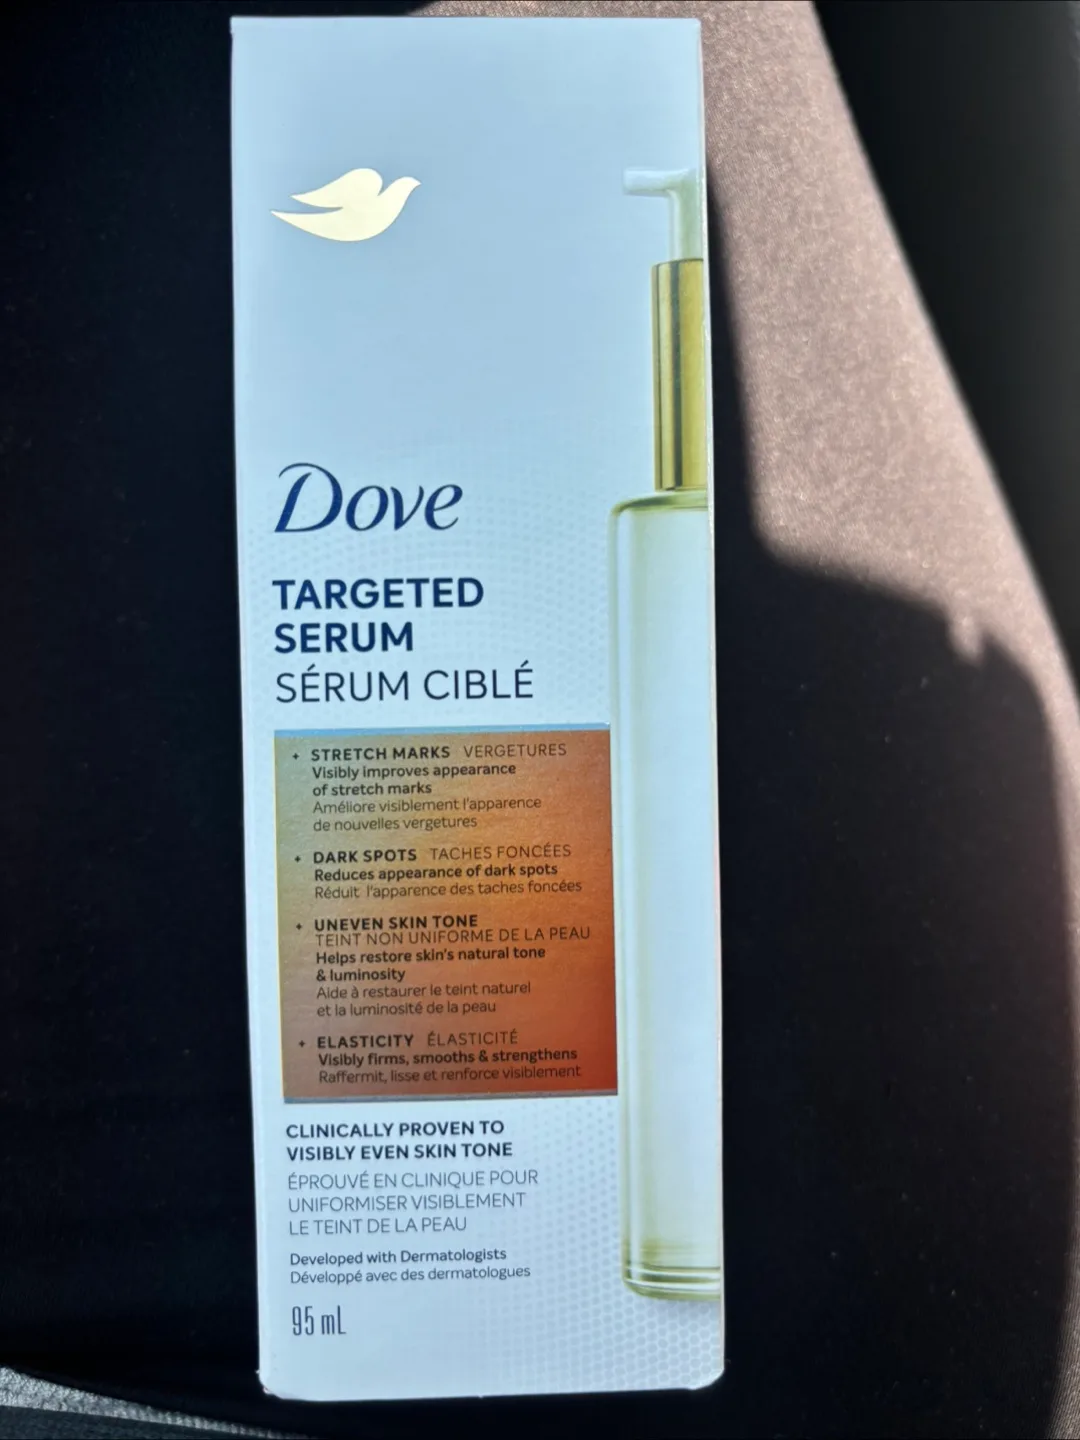 Dove
TARGETED
SERUM
SÉRUM CIBLÉ
+ STRETCH MARKS VERGETURES
Visibly improves appearance
of stretch marks
Améliore visiblement l'apparence
de nouvelles vergetures
+ DARK SPOTS TACHES FONCÉES
Reduces appearance of dark spots
Réduit l'apparence des taches foncées
+ UNEVEN SKIN TONE
TEINT NON UNIFORME DE LA PEAU
Helps restore skin's natural tone
& luminosity
Aide à restaurer le teint naturel
et la luminosité de la peau
+ ELASTICITY ÉLASTICITÉ
Visibly firms, smooths & strengthens
Raffermit, lisse et renforce visiblement
CLINICALLY PROVEN TO
VISIBLY EVEN SKIN TONE
ÉPROUVÉ EN CLINIQUE POUR
UNIFORMISER VISIBLEMENT
LE TEINT DE LA PEAU
Developed with Dermatologists
Développé avec des dermatologues
95 mL